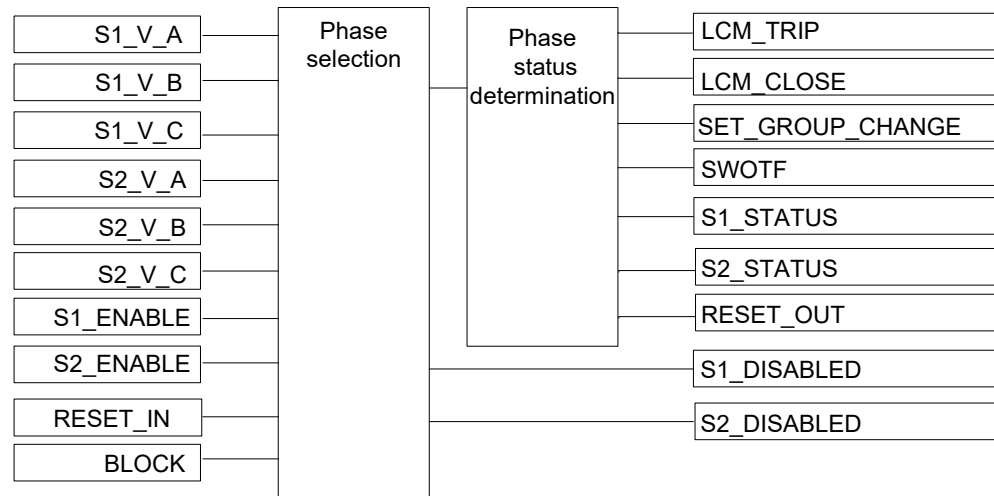 S1_V_A
S1_V_B
S1_V_C
S2_V_A
S2_V_B
S2_V_C
S1_ENABLE
S2_ENABLE
RESET_IN
BLOCK
Phase
selection
Phase
status
determination
LCM_TRIP
LCM_CLOSE
SET_GROUP_CHANGE
SWOTF
S1_STATUS
S2_STATUS
RESET_OUT
S1_DISABLED
S2_DISABLED